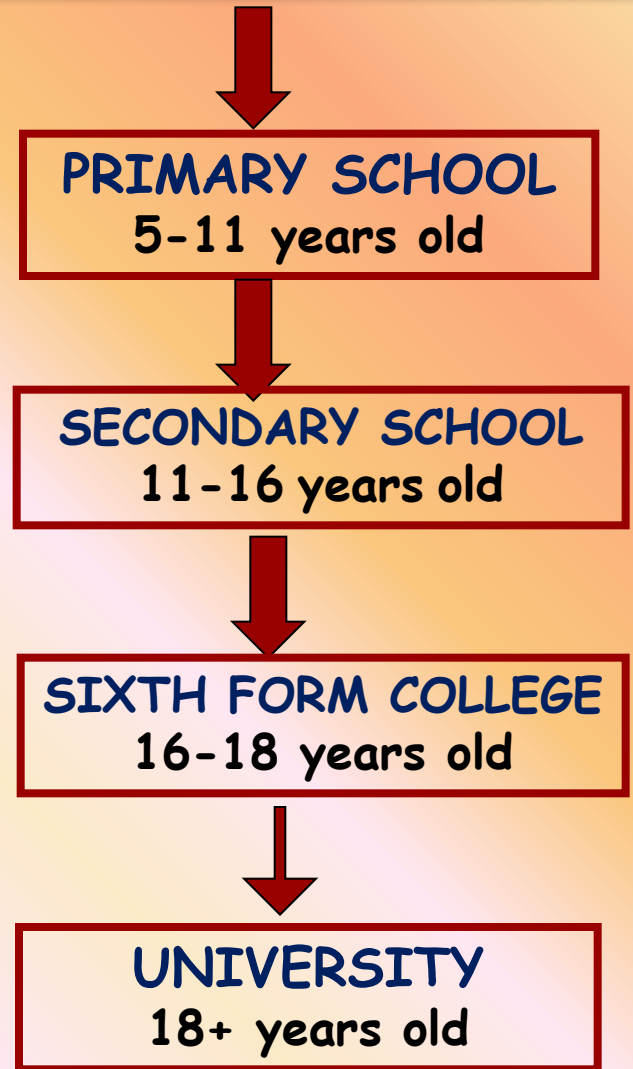 PRIMARY SCHOOL
5-11 years old
SECONDARY SCHOOL
11-16 years old
SIXTH FORM COLLEGE
16-18 years old
UNIVERSITY
18+ years old